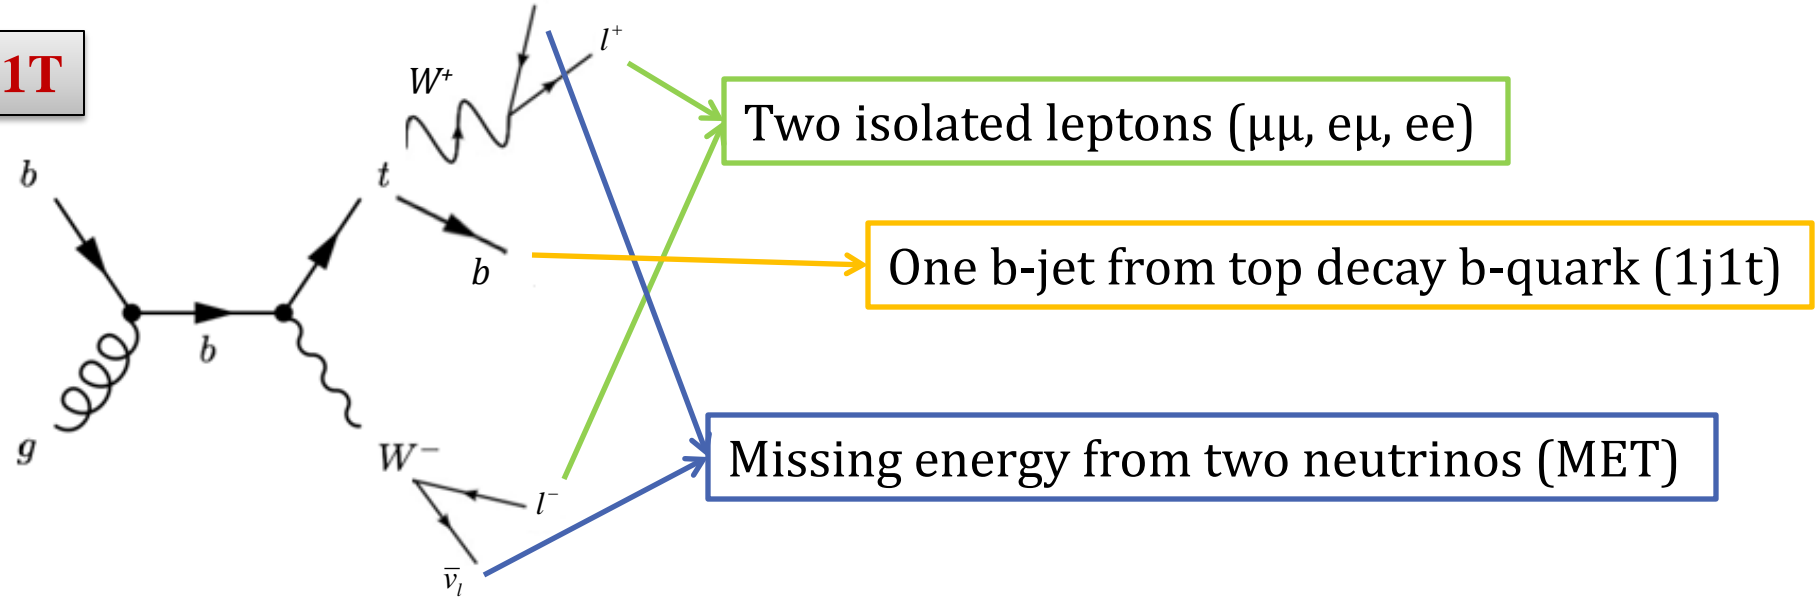 1T
l⁺
W⁺
Two isolated leptons (μμ, eμ, ee)
b
t
b
One b-jet from top decay b-quark (1j1t)
b
g
W⁻
Missing energy from two neutrinos (MET)
l⁻
ν̄ₗ